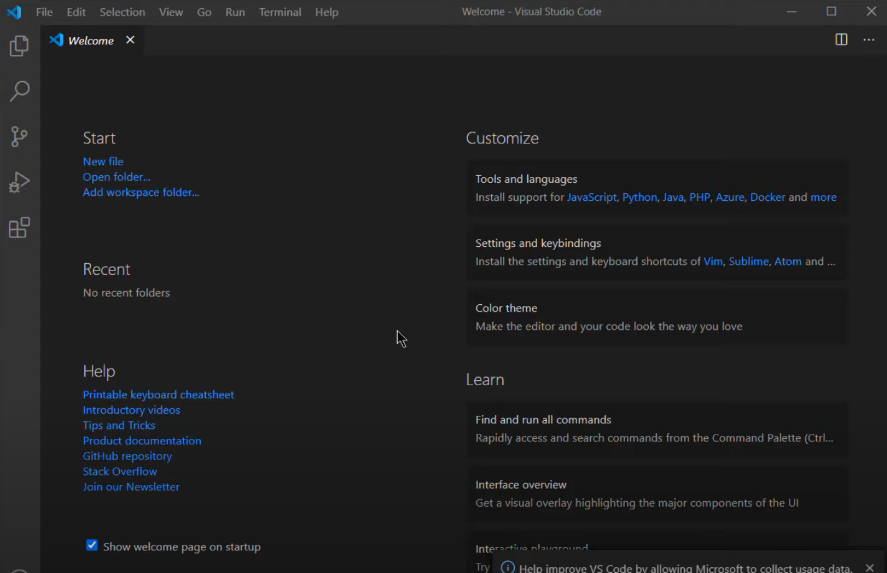 File Edit Selection View Go Run Terminal Help
Welcome - Visual Studio Code
Welcome
Start
New file
Open folder...
Add workspace folder...
Recent
No recent folders
Help
Printable keyboard cheatsheet
Introductory videos
Tips and Tricks
Product documentation
GitHub repository
Stack Overflow
Join our Newsletter
Show welcome page on startup
Customize
Tools and languages
Install support for JavaScript, Python, Java, PHP, Azure, Docker and more
Settings and keybindings
Install the settings and keyboard shortcuts of Vim, Sublime, Atom and ...
Color theme
Make the editor and your code look the way you love
Learn
Find and run all commands
Rapidly access and search commands from the Command Palette (Ctrl...
Interface overview
Get a visual overlay highlighting the major components of the UI
Interactive playground
Try
Help improve VS Code by allowing Microsoft to collect usage data.